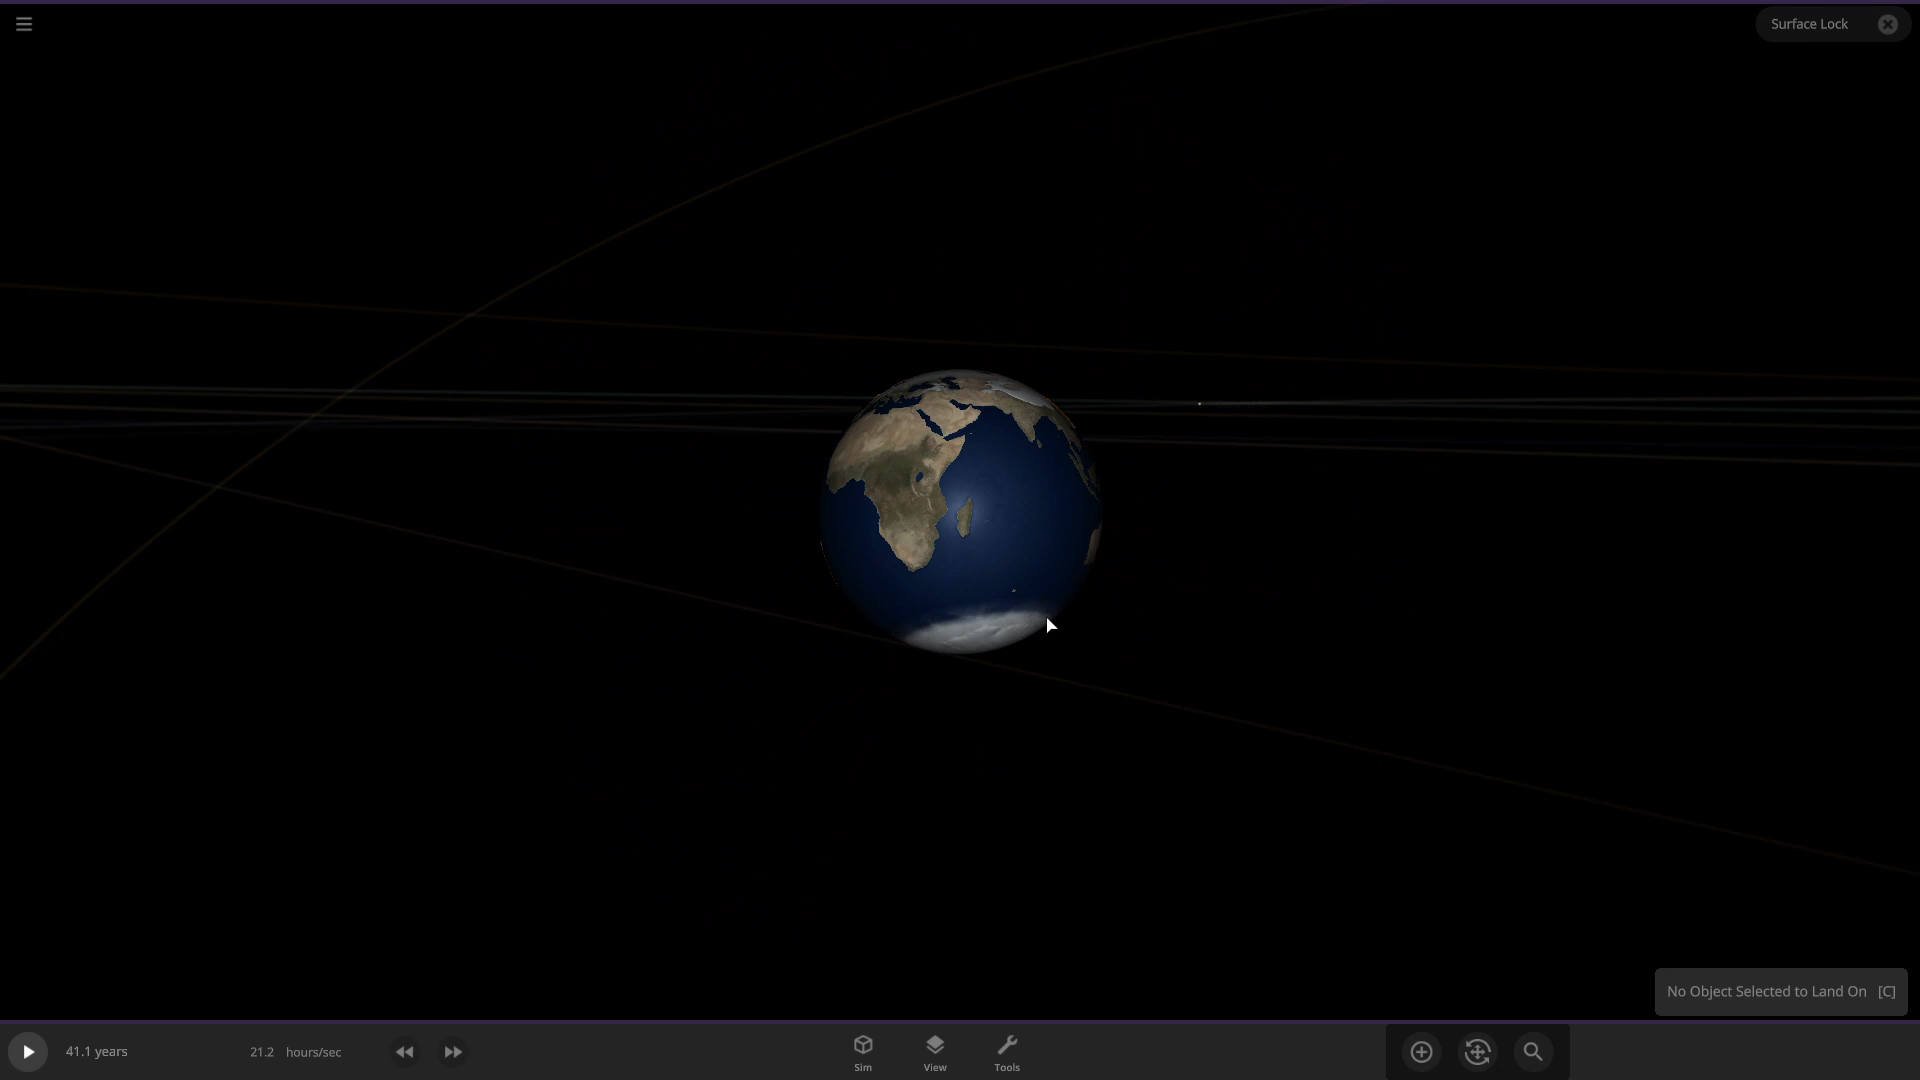 Surface Lock
No Object Selected to Land On [C]
41.1 years
21.2 hours/sec
Sim
View
Tools